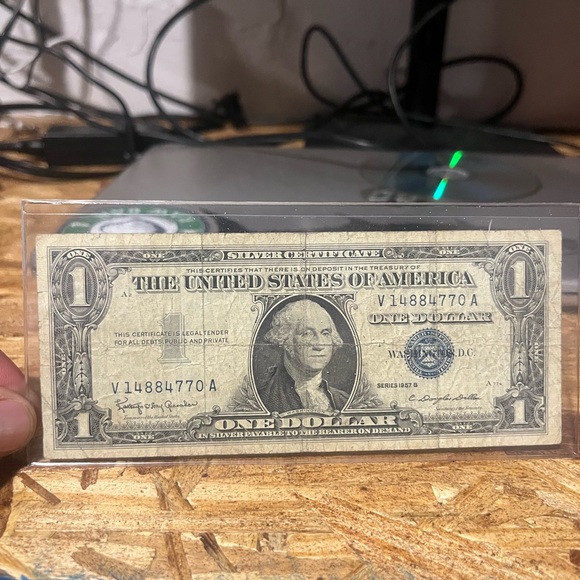 ONE
SILVER CERTIFICATE
ONE
1
1
THIS CERTIFIES THAT THERE IS ON DEPOSIT IN THE TREASURY OF
THE UNITED STATES OF AMERICA
V 14884770 A
ONE DOLLAR
THIS CERTIFICATE IS LEGAL TENDER
FOR ALL DEBTS PUBLIC AND PRIVATE
1
WASHINGTON, D.C.
V 14884770 A
SERIES 1957 B
1
1
ONE DOLLAR
IN SILVER PAYABLE TO THE BEARER ON DEMAND
ONE
ONE